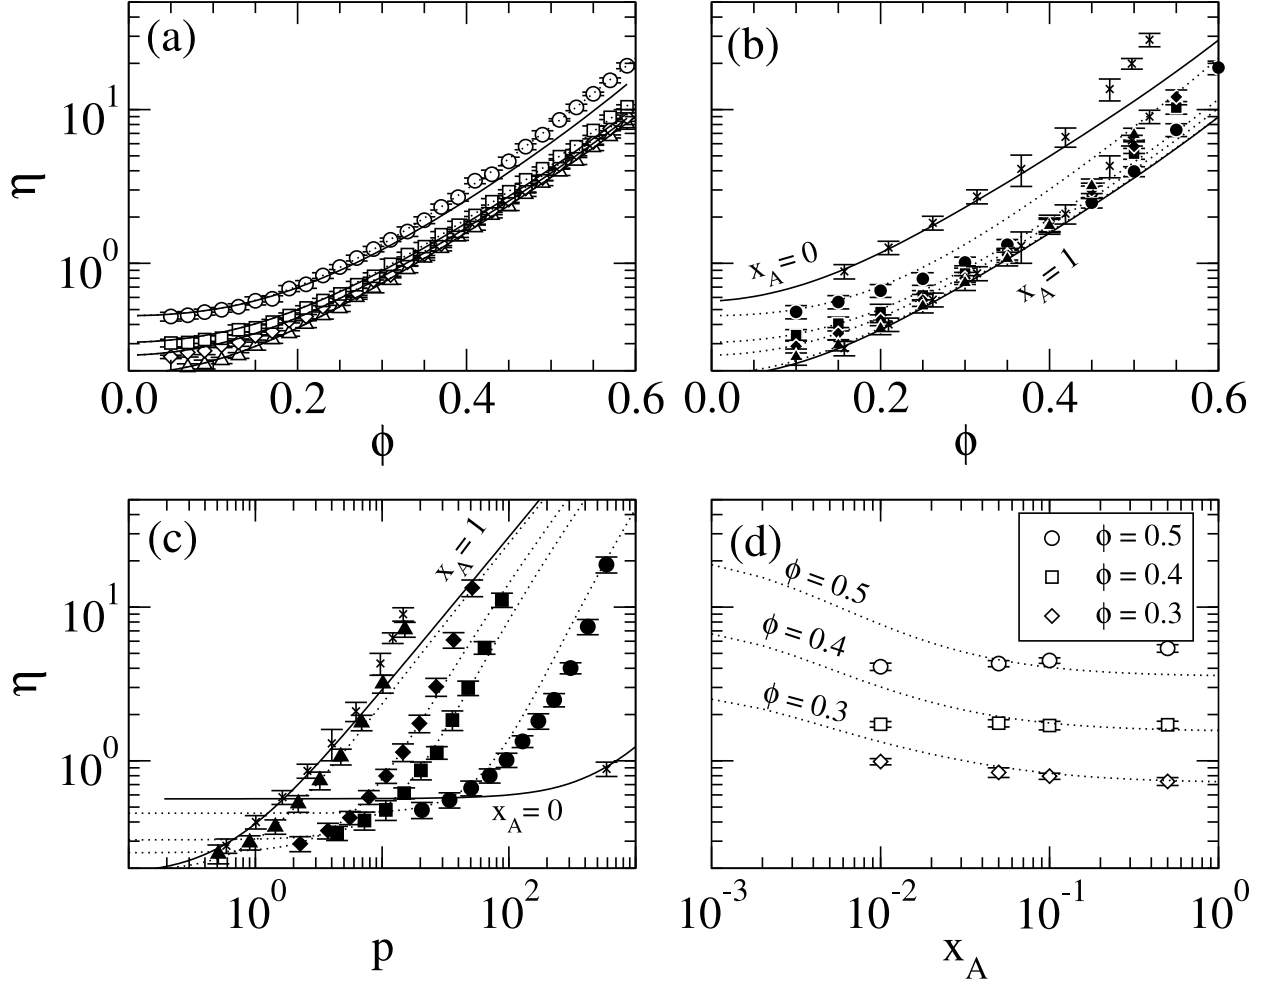 (a)
η
10^1
10^0
0.0 0.2 0.4 0.6
ϕ
(b)
x_A = 0
x_A = 1
0.0 0.2 0.4 0.6
ϕ
(c)
η
10^1
10^0
x_A = 1
x_A = 0
10^0 10^2
p
(d)
ϕ = 0.5
ϕ = 0.4
ϕ = 0.3
ϕ = 0.5
ϕ = 0.4
ϕ = 0.3
10^-3 10^-2 10^-1 10^0
x_A